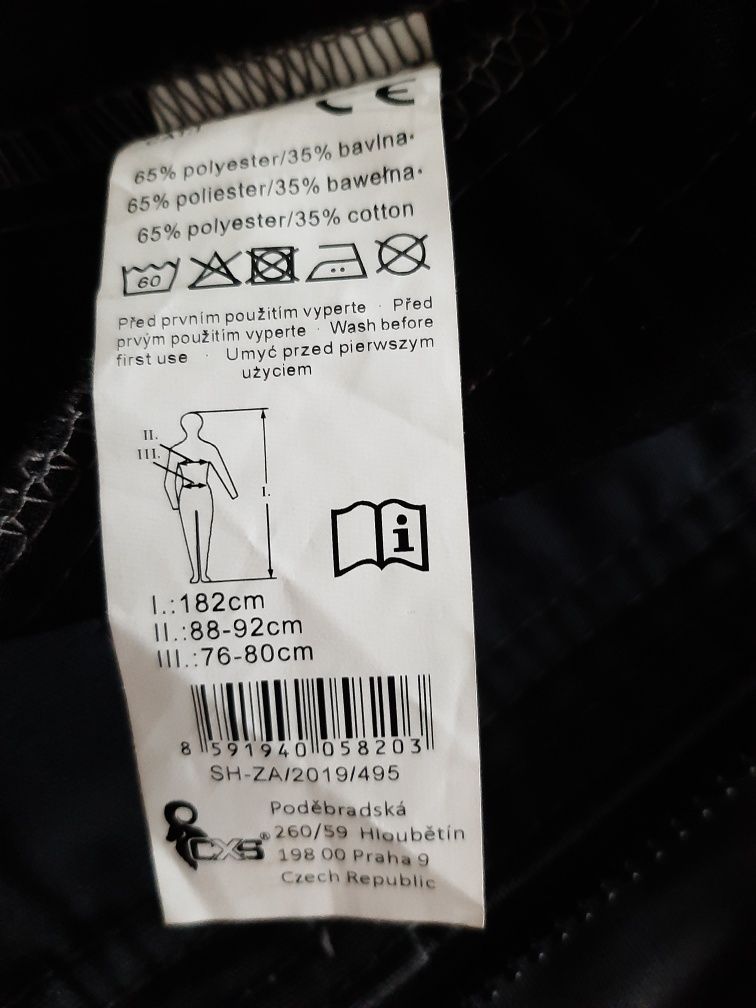 CE
65% polyester/35% bavlna·
65% poliester/35% bawełna·
65% polyester/35% cotton
60
Před prvním použitím vyperte · Před
prvým použitím vyperte · Wash before
first use · Umyć przed pierwszym
użyciem
II.
III.
I.
i
I.:182cm
II.:88-92cm
III.:76-80cm
8 591940 058203
SH-ZA/2019/495
CXS®
Poděbradská
260/59 Hloubětín
198 00 Praha 9
Czech Republic